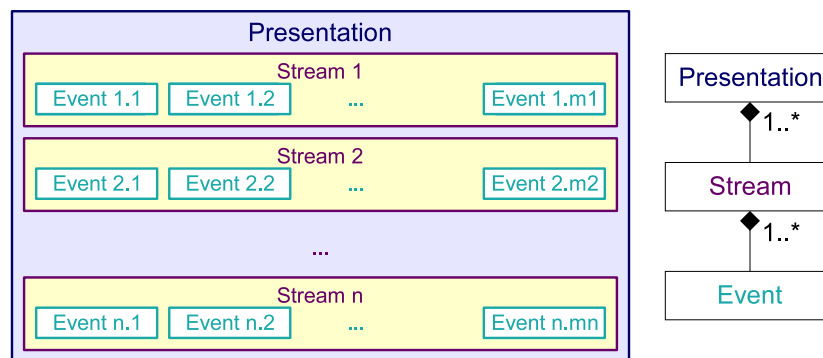 Presentation
Stream 1
Event 1.1 Event 1.2 ... Event 1.m1
Stream 2
Event 2.1 Event 2.2 ... Event 2.m2
...
Stream n
Event n.1 Event n.2 ... Event n.mn
Presentation
1..*
Stream
1..*
Event